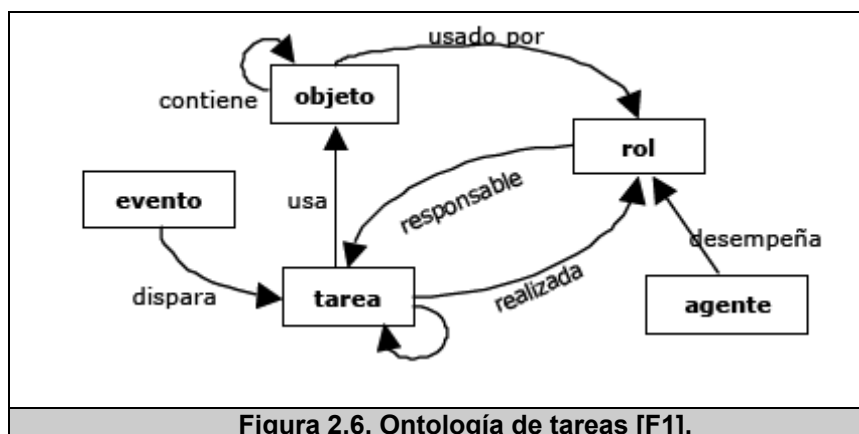 usado por
contiene
objeto
rol
evento
usa
responsable
desempeña
dispara
tarea
realizada
agente
Figura 2.6. Ontología de tareas [F1].